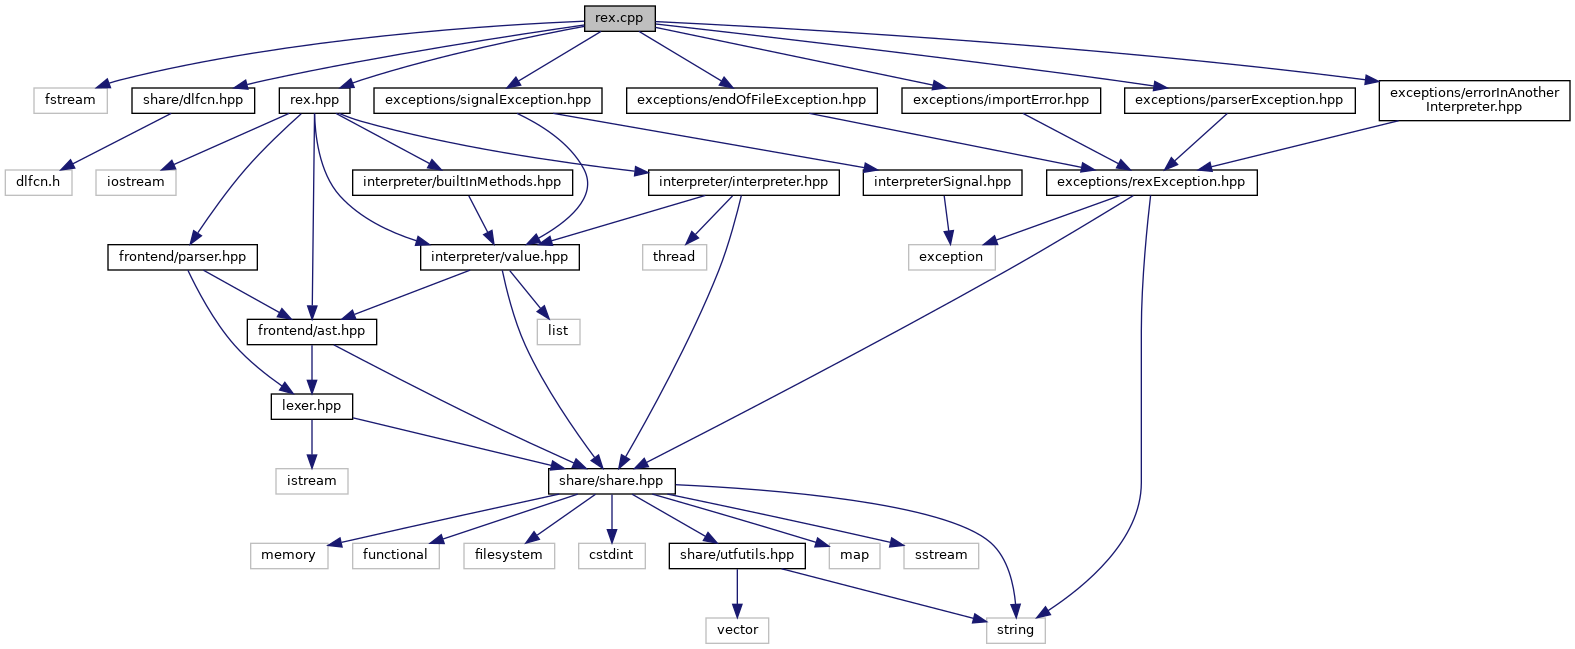 rex.cpp
fstream
share/dlfcn.hpp
rex.hpp
exceptions/signalException.hpp
exceptions/endOfFileException.hpp
exceptions/importError.hpp
exceptions/parserException.hpp
exceptions/errorInAnother
Interpreter.hpp
dlfcn.h
iostream
interpreter/builtInMethods.hpp
interpreter/interpreter.hpp
interpreterSignal.hpp
exceptions/rexException.hpp
frontend/parser.hpp
interpreter/value.hpp
thread
exception
frontend/ast.hpp
list
lexer.hpp
istream
share/share.hpp
memory
functional
filesystem
cstdint
share/utfutils.hpp
map
sstream
vector
string